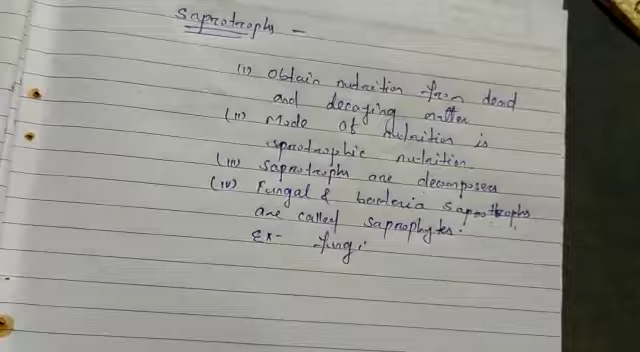 Saprotrophs -
(i) Obtain nutrition from dead
and decaying matter
(ii) Mode of nutrition is
sprotrophic nutrition
(iii) Saprotrophs are decomposers
(iv) Fungal & bacteria saprotrophs
are called saprophytes.
Ex- fungi